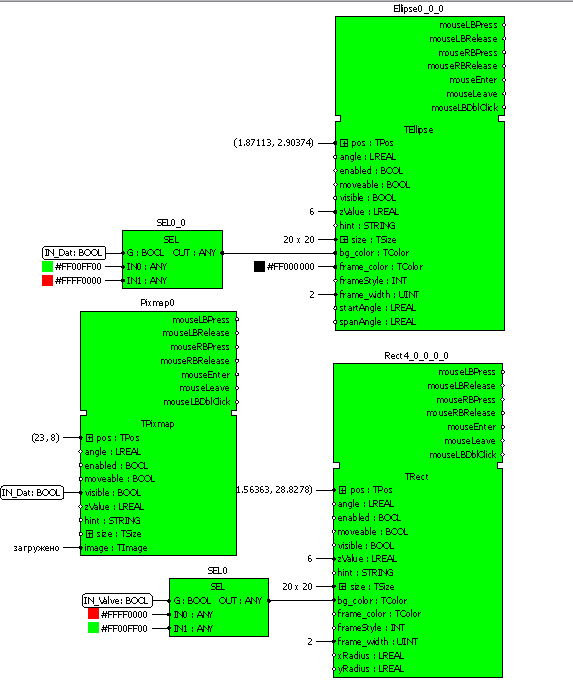 Ellipse0_0_0
mouseLBPress
mouseLBRelease
mouseRBPress
mouseRBRelease
mouseEnter
mouseLeave
mouseLBDblClick
TEllipse
(1.87113, 2.90374)
pos : TPos
angle : LREAL
enabled : BOOL
moveable : BOOL
visible : BOOL
6
zValue : LREAL
hint : STRING
20 x 20
size : TSize
bg_color : TColor
#FF000000
frame_color : TColor
frameStyle : INT
2
frame_width : UINT
startAngle : LREAL
spanAngle : LREAL
SEL0_0
SEL
IN_Dat: BOOL
G : BOOL OUT : ANY
#FF00FF00
IN0 : ANY
#FFFF0000
IN1 : ANY
Pixmap0
mouseLBPress
mouseLBRelease
mouseRBPress
mouseRBRelease
mouseEnter
mouseLeave
mouseLBDblClick
TPixmap
(23, 8)
pos : TPos
angle : LREAL
enabled : BOOL
moveable : BOOL
IN_Dat: BOOL
visible : BOOL
zValue : LREAL
hint : STRING
size : TSize
загружено
image : TImage
Rect4_0_0_0_0
mouseLBPress
mouseLBRelease
mouseRBPress
mouseRBRelease
mouseEnter
mouseLeave
mouseLBDblClick
TRect
1.56363, 28.8278)
pos : TPos
angle : LREAL
enabled : BOOL
moveable : BOOL
visible : BOOL
6
zValue : LREAL
hint : STRING
20 x 20
size : TSize
bg_color : TColor
frame_color : TColor
frameStyle : INT
2
frame_width : UINT
xRadius : LREAL
yRadius : LREAL
SEL0
SEL
IN_Valve: BOOL
G : BOOL OUT : ANY
#FFFF0000
IN0 : ANY
#FF00FF00
IN1 : ANY